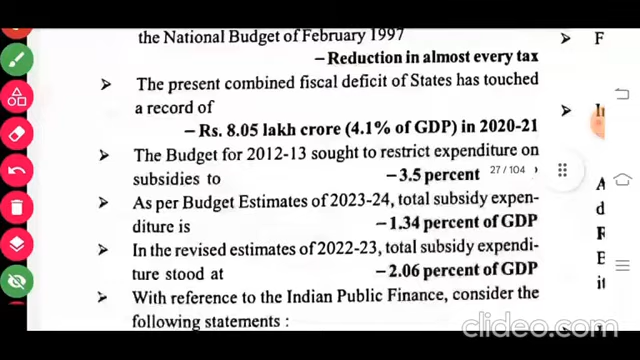 the National Budget of February 1997
– Reduction in almost every tax
➤ The present combined fiscal deficit of States has touched
a record of
– Rs. 8.05 lakh crore (4.1% of GDP) in 2020-21
➤ The Budget for 2012-13 sought to restrict expenditure on
subsidies to – 3.5 percent
27 / 104
➤ As per Budget Estimates of 2023-24, total subsidy expen-
diture is – 1.34 percent of GDP
➤ In the revised estimates of 2022-23, total subsidy expendi-
ture stood at – 2.06 percent of GDP
➤ With reference to the Indian Public Finance, consider the
following statements :
➤ F
➤
A
d
R
B
it
clideo.com